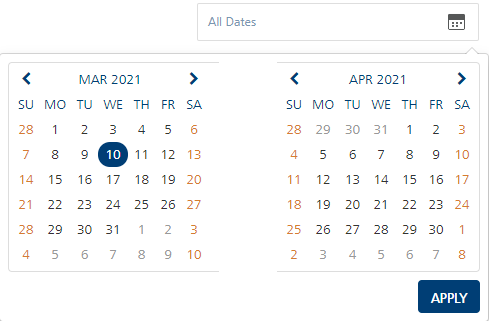 All Dates
MAR 2021
SU MO TU WE TH FR SA
28 1 2 3 4 5 6
7 8 9 10 11 12 13
14 15 16 17 18 19 20
21 22 23 24 25 26 27
28 29 30 31 1 2 3
4 5 6 7 8 9 10
APR 2021
SU MO TU WE TH FR SA
28 29 30 31 1 2 3
4 5 6 7 8 9 10
11 12 13 14 15 16 17
18 19 20 21 22 23 24
25 26 27 28 29 30 1
2 3 4 5 6 7 8
APPLY